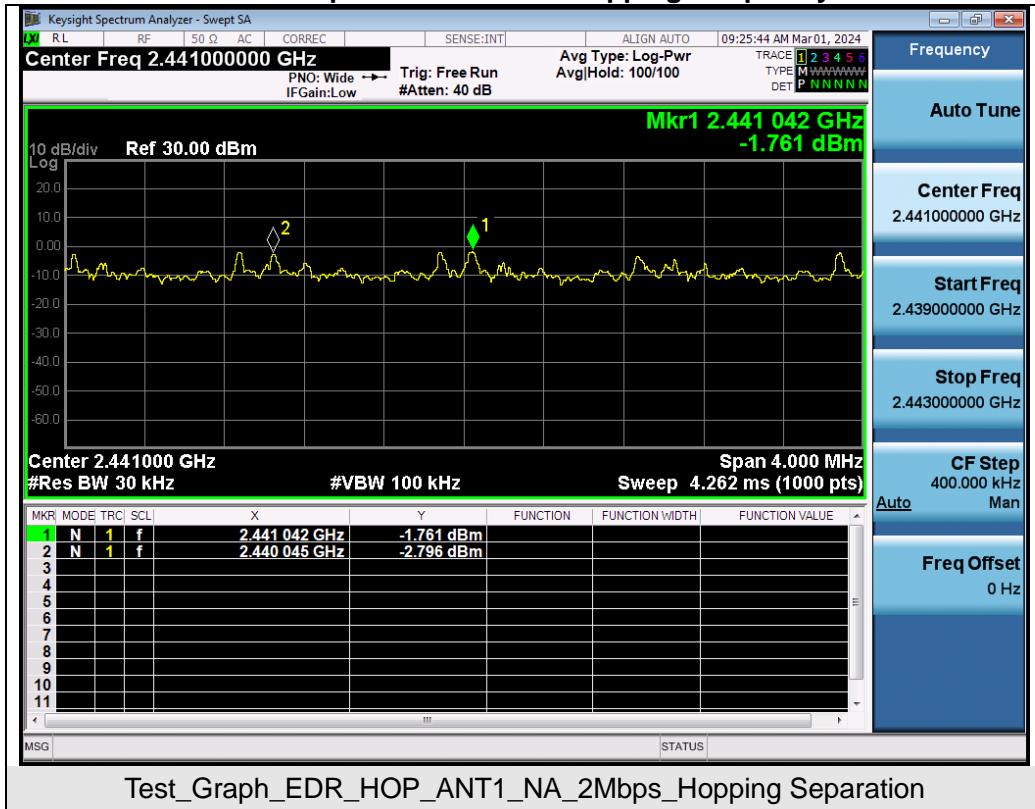 Keysight Spectrum Analyzer - Swept SA
LXI RL RF 50 Ω AC CORREC SENSE:INT ALIGN AUTO 09:25:44 AM Mar 01, 2024
Center Freq 2.441000000 GHz
PNO: Wide
IFGain:Low
Trig: Free Run
#Atten: 40 dB
Avg Type: Log-Pwr
Avg|Hold: 100/100
TRACE 1 2 3 4 5 6
TYPE M WWWWW
DET P N N N N N
Mkr1 2.441 042 GHz
-1.761 dBm
10 dB/div Ref 30.00 dBm
Log
20.0
10.0
0.00
-10.0
-20.0
-30.0
-40.0
-50.0
-60.0
2
1
Center 2.441000 GHz Span 4.000 MHz
#Res BW 30 kHz #VBW 100 kHz Sweep 4.262 ms (1000 pts)
MKR MODE TRC SCL X Y FUNCTION FUNCTION WIDTH FUNCTION VALUE
1 N 1 f 2.441 042 GHz -1.761 dBm
2 N 1 f 2.440 045 GHz -2.796 dBm
3
4
5
6
7
8
9
10
11
MSG STATUS
Frequency
Auto Tune
Center Freq
2.441000000 GHz
Start Freq
2.439000000 GHz
Stop Freq
2.443000000 GHz
CF Step
400.000 kHz
Auto Man
Freq Offset
0 Hz
Test_Graph_EDR_HOP_ANT1_NA_2Mbps_Hopping Separation